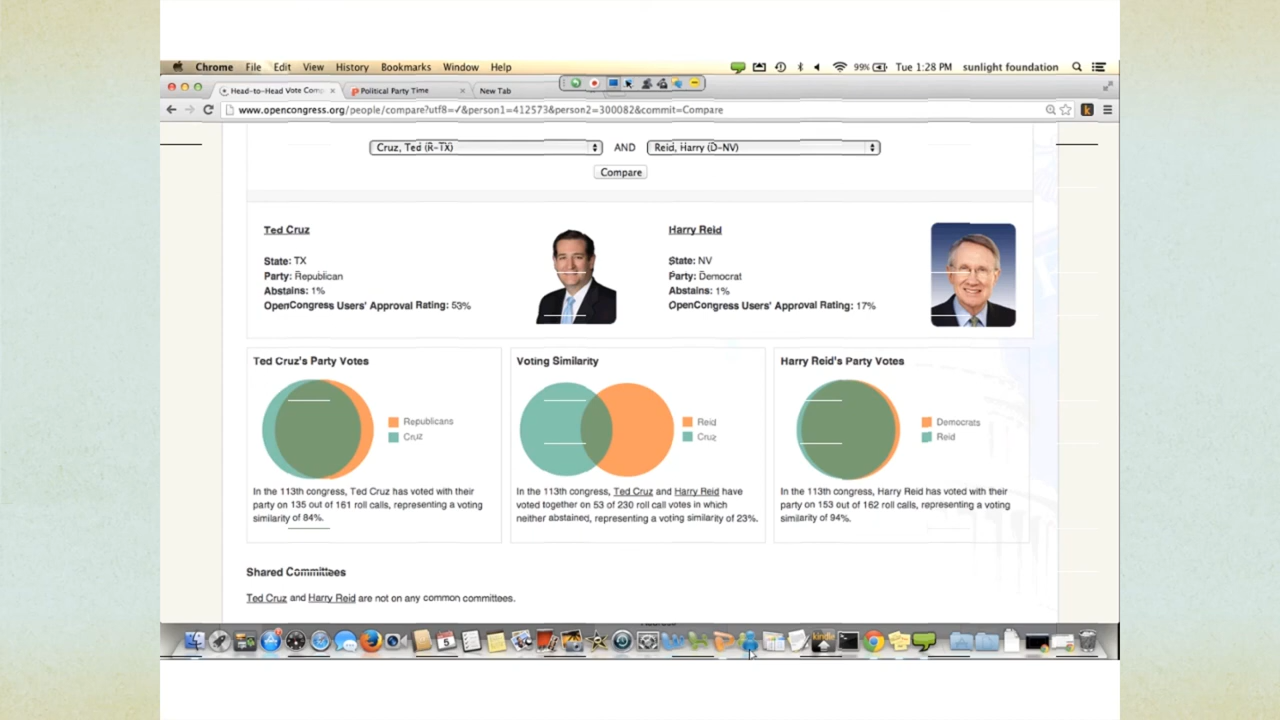 Chrome File Edit View History Bookmarks Window Help 99% Tue 1:28 PM sunlight foundation
Head-to-Head Vote Comp Political Party Time New Tab
www.opencongress.org/people/compare?utf8=✓&person1=412573&person2=300082&commit=Compare
Cruz, Ted (R-TX) AND Reid, Harry (D-NV)
Compare
Ted Cruz
State: TX
Party: Republican
Abstains: 1%
OpenCongress Users' Approval Rating: 53%
Harry Reid
State: NV
Party: Democrat
Abstains: 1%
OpenCongress Users' Approval Rating: 17%
Ted Cruz's Party Votes
Republicans
Cruz
In the 113th congress, Ted Cruz has voted with their
party on 135 out of 161 roll calls, representing a voting
similarity of 84%.
Voting Similarity
Reid
Cruz
In the 113th congress, Ted Cruz and Harry Reid have
voted together on 53 of 230 roll call votes in which
neither abstained, representing a voting similarity of 23%.
Harry Reid's Party Votes
Democrats
Reid
In the 113th congress, Harry Reid has voted with their
party on 153 out of 162 roll calls, representing a voting
similarity of 94%.
Shared Committees
Ted Cruz and Harry Reid are not on any common committees.
5
kindle